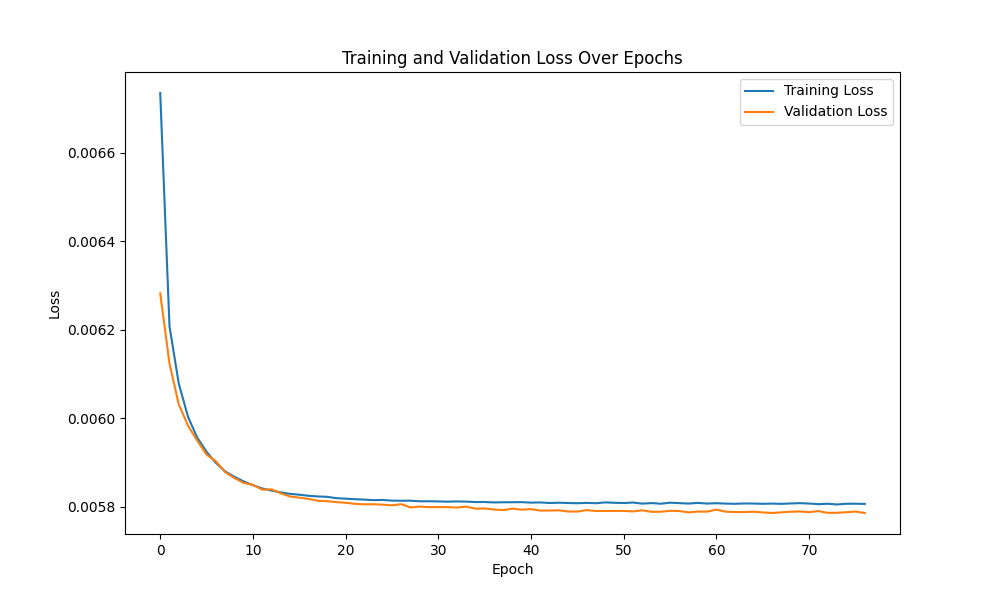 Training and Validation Loss Over Epochs
Training Loss
Validation Loss
0.0066
0.0064
0.0062
0.0060
0.0058
Loss
0 10 20 30 40 50 60 70
Epoch